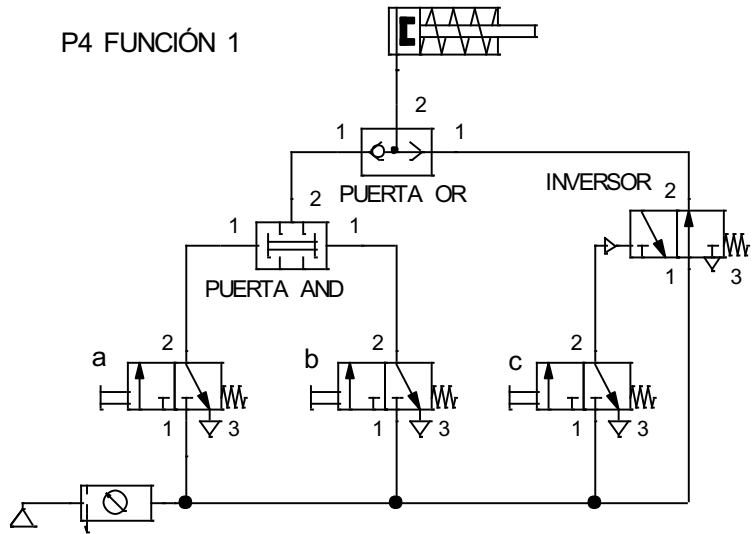 P4 FUNCIÓN 1
2
1 1
PUERTA OR
INVERSOR
2
1 3
2
1 1
PUERTA AND
a 2
1 3
b 2
1 3
c 2
1 3